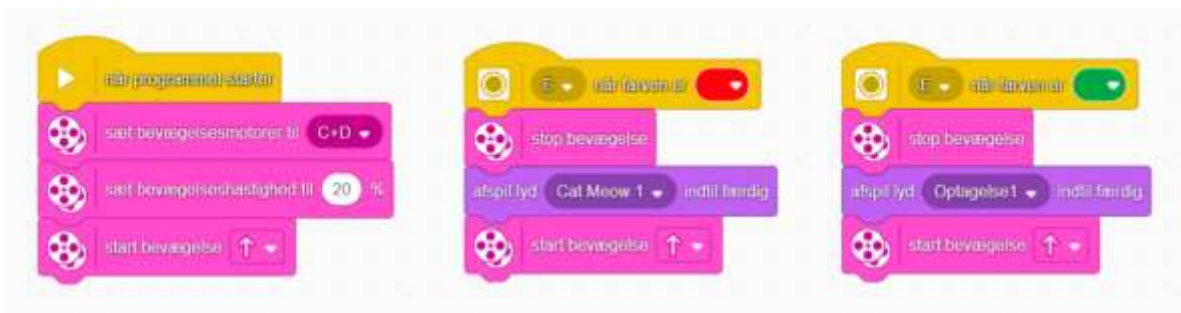 når programmet starter
sæt bevægelsesmotorer til C+D
sæt bevægelseshastighed til 20 %
start bevægelse
E når farven er
stop bevægelse
afspil lyd Cat Meow 1 indtil færdig
start bevægelse
E når farven er
stop bevægelse
afspil lyd Optagelse1 indtil færdig
start bevægelse